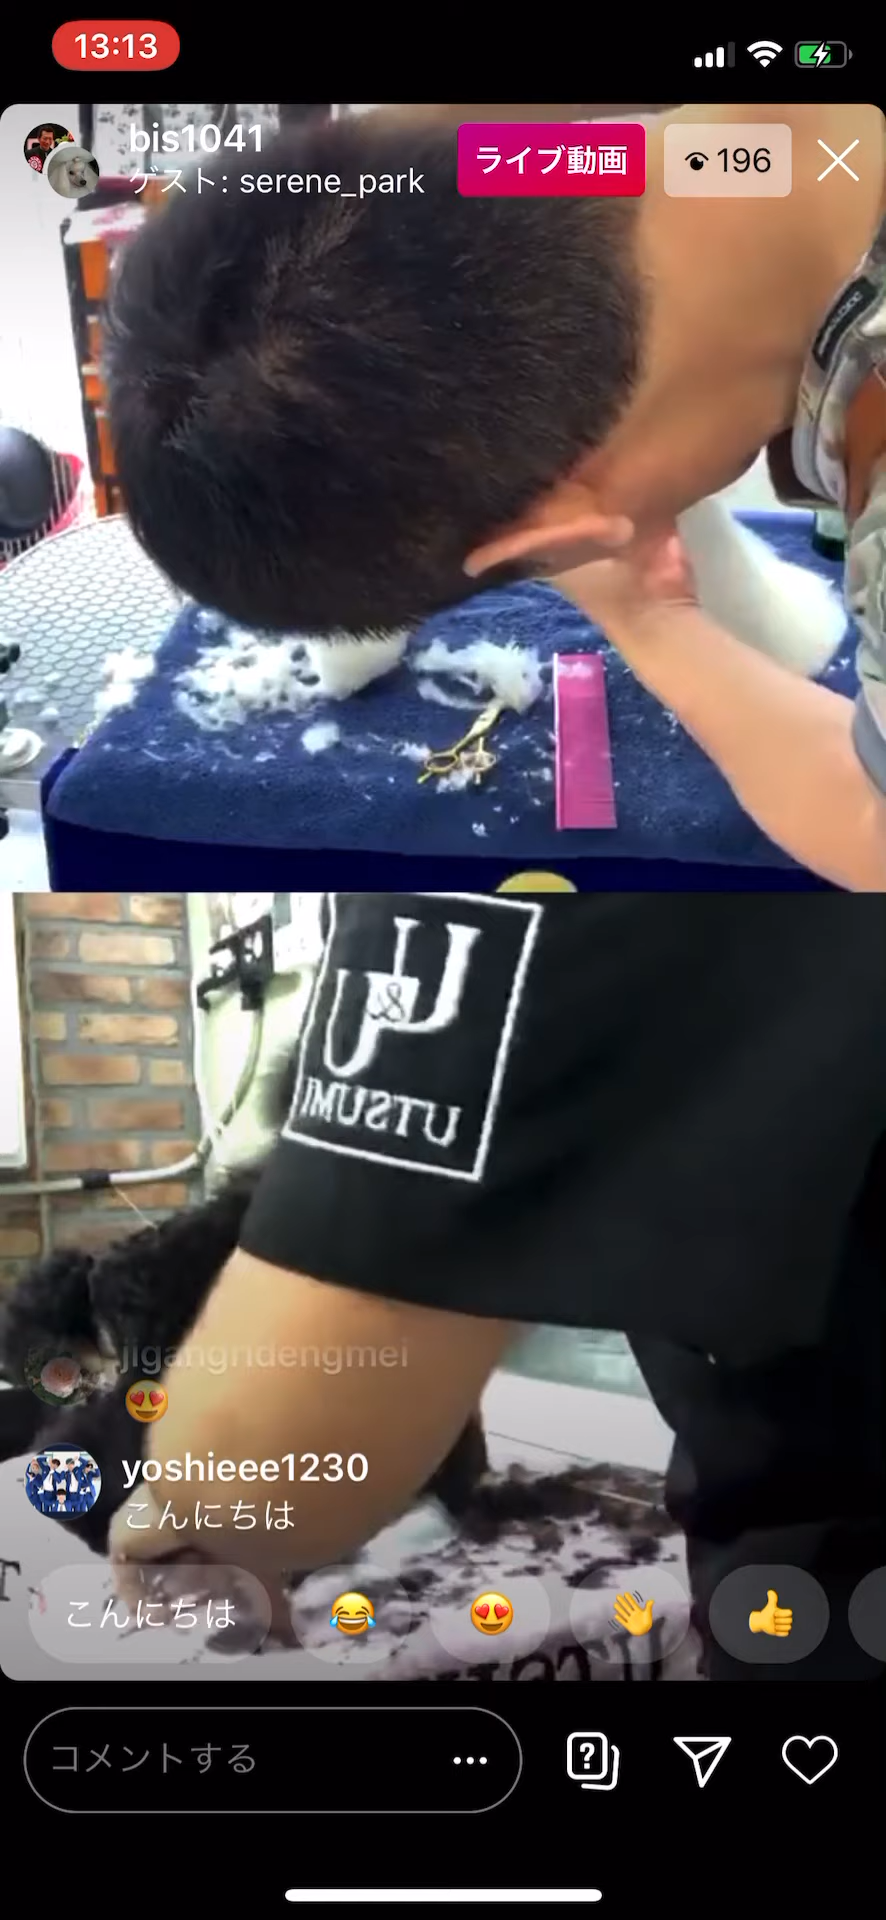 13:13
bis1041
ゲスト: serene_park
ライブ動画
196
U
&
U
UTSUMI
jigangridengmei
😍
yoshieee1230
こんにちは
こんにちは 😂 😍 👋 👍
コメントする